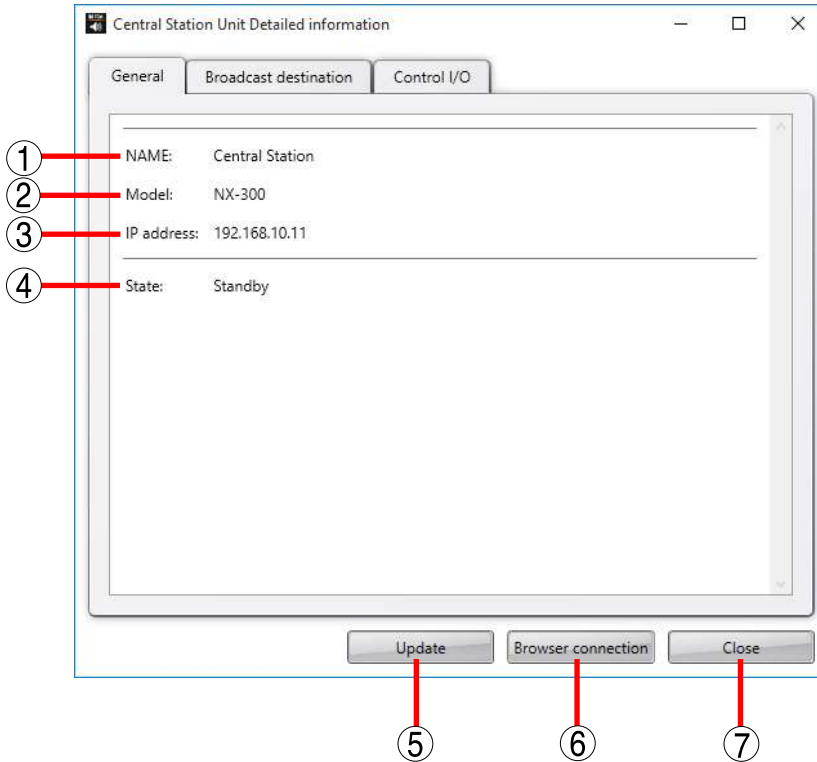 Central Station Unit Detailed information
General Broadcast destination Control I/O
① NAME: Central Station
② Model: NX-300
③ IP address: 192.168.10.11
④ State: Standby
Update Browser connection Close
⑤ ⑥ ⑦